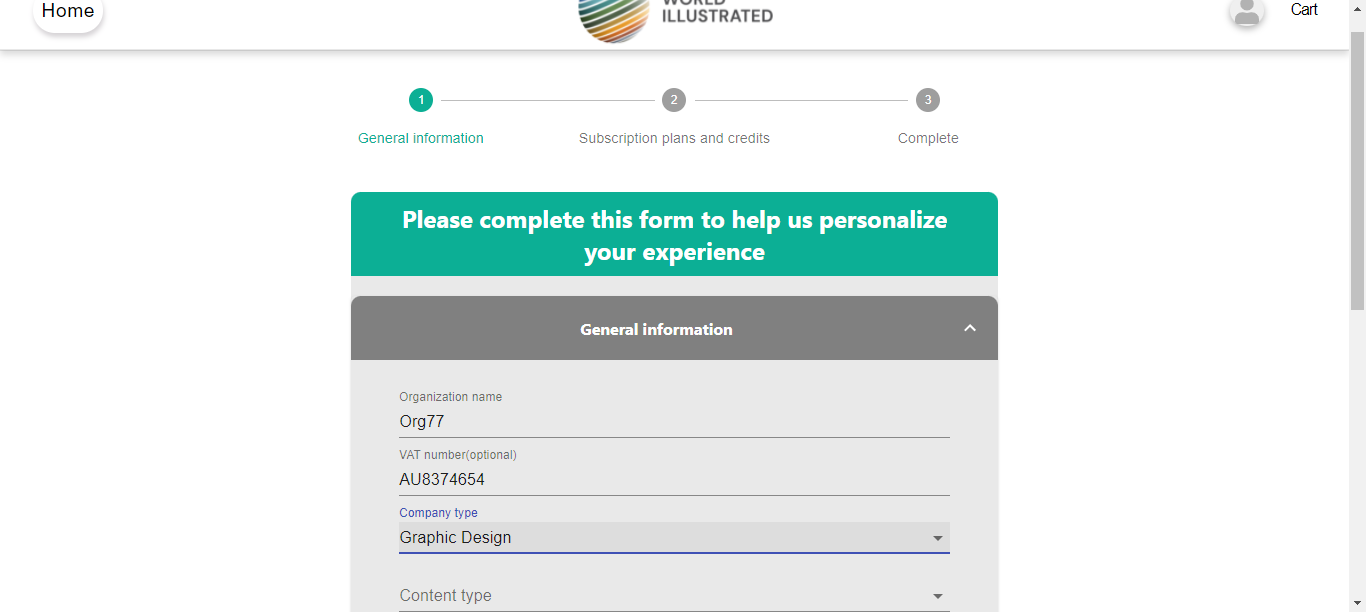 Home
WORLD
ILLUSTRATED
Cart
1
2
3
General information
Subscription plans and credits
Complete
Please complete this form to help us personalize
your experience
General information
Organization name
Org77
VAT number(optional)
AU8374654
Company type
Graphic Design
Content type